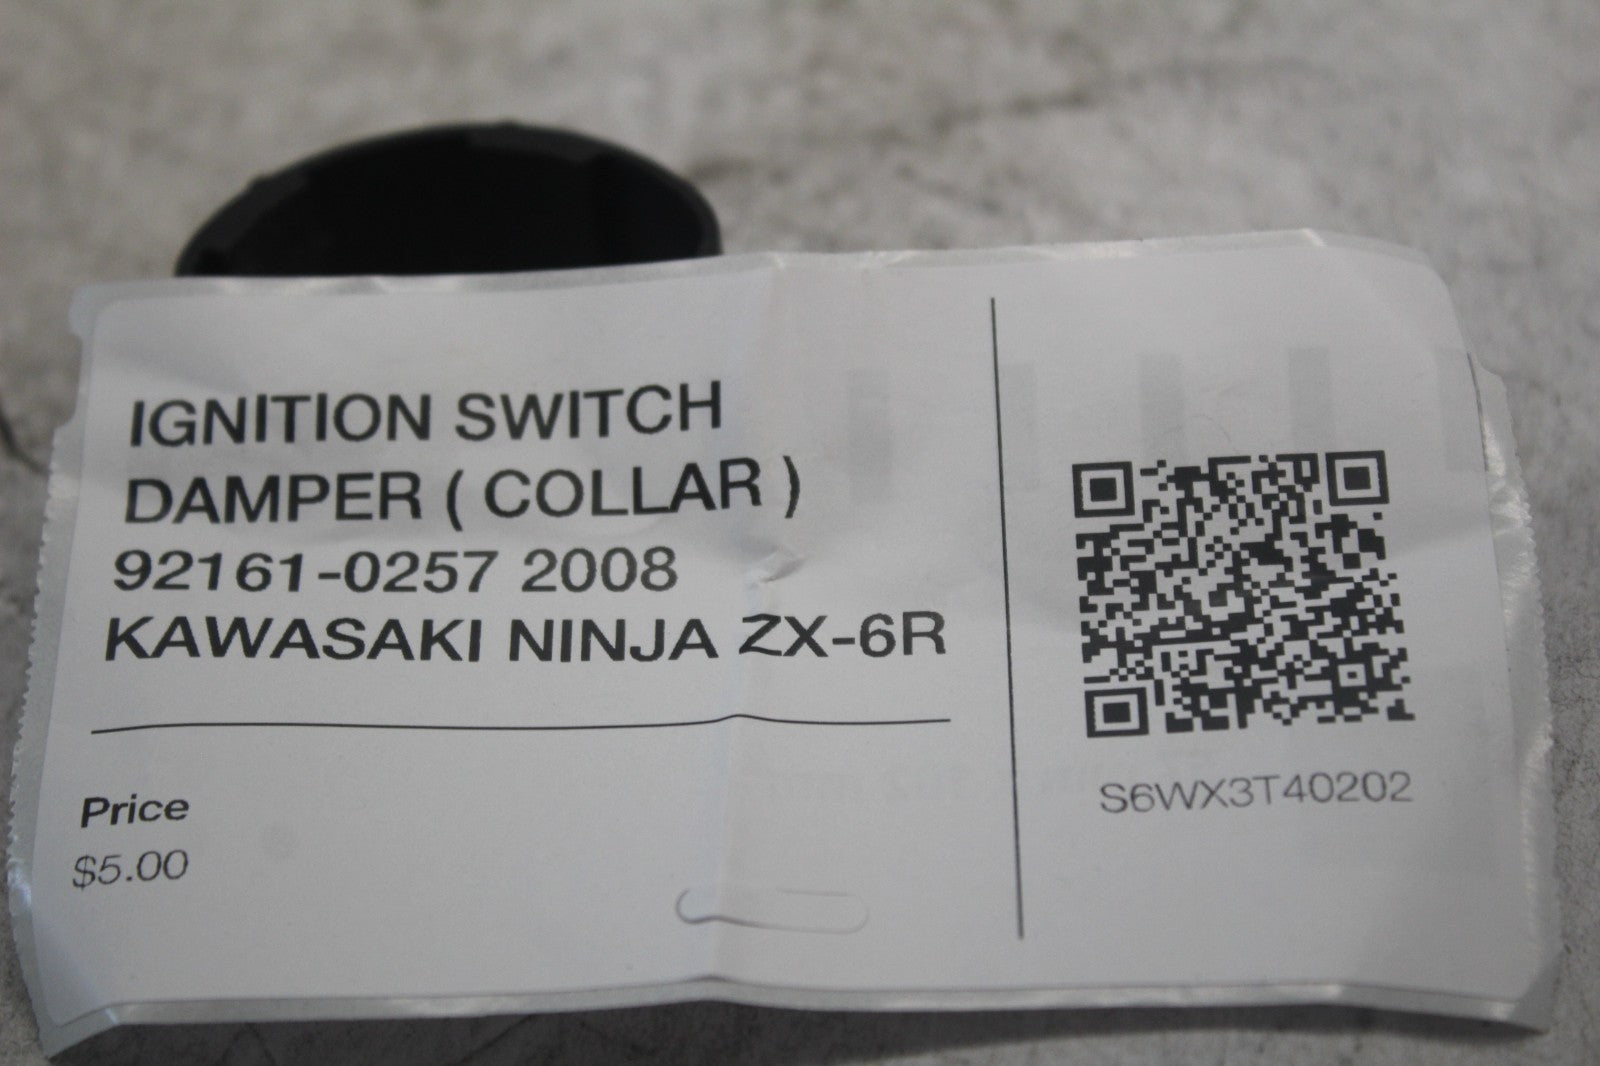 IGNITION SWITCH
DAMPER ( COLLAR )
92161-0257 2008
KAWASAKI NINJA ZX-6R
Price
$5.00
S6WX3T40202